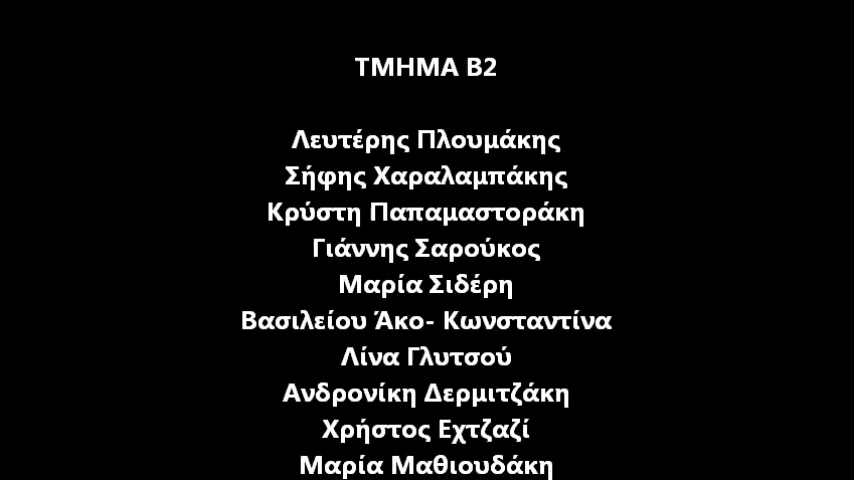 ΤΜΗΜΑ Β2
Λευτέρης Πλουμάκης
Σήφης Χαραλαμπάκης
Κρύστη Παπαμαστοράκη
Γιάννης Σαρούκος
Μαρία Σιδέρη
Βασιλείου Άκο- Κωνσταντίνα
Λίνα Γλυτσού
Ανδρονίκη Δερμιτζάκη
Χρήστος Εχτζαζί
Μαρία Μαθιουδάκη